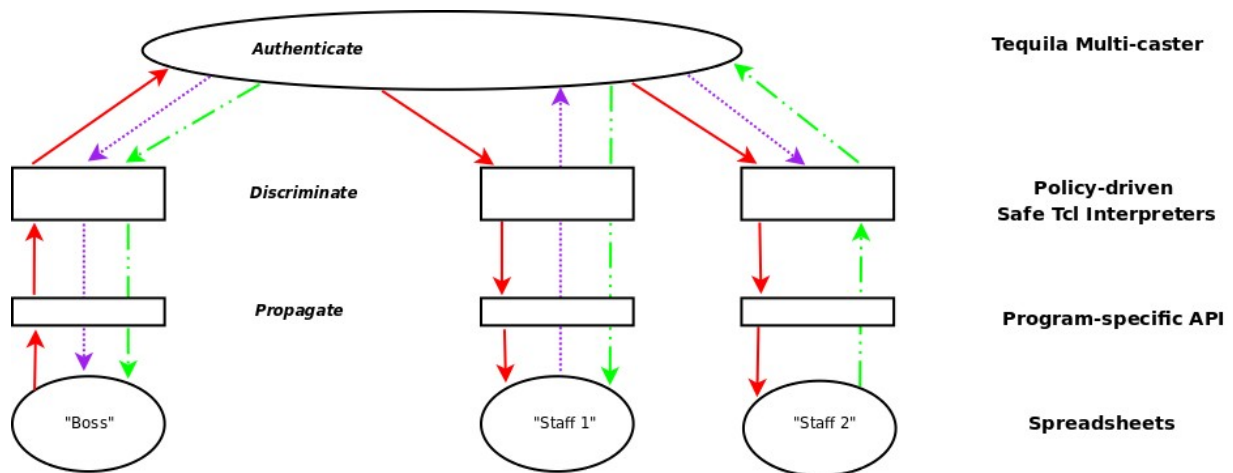 Authenticate
Tequila Multi-caster
Discriminate
Policy-driven
Safe Tcl Interpreters
Propagate
Program-specific API
"Boss"
"Staff 1"
"Staff 2"
Spreadsheets